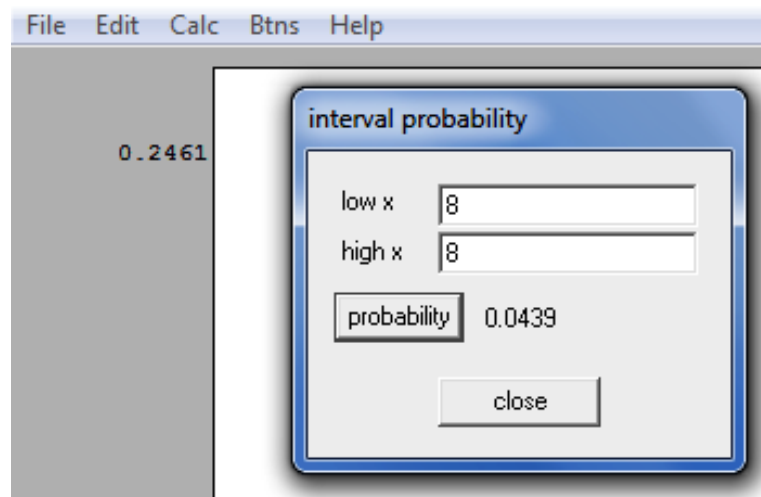 File Edit Calc Btns Help
interval probability
0.2461
low x 8
high x 8
probability 0.0439
close